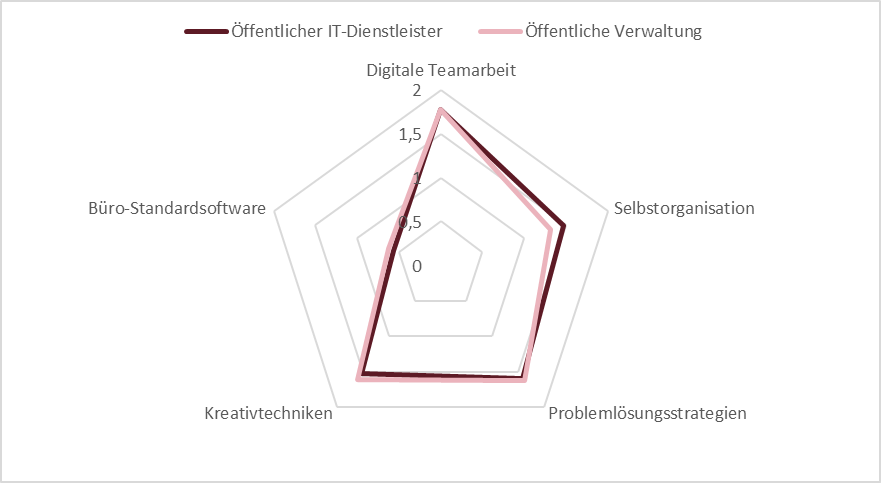 Öffentlicher IT-Dienstleister
Öffentliche Verwaltung
Digitale Teamarbeit
2
1,5
1
0,5
0
Büro-Standardsoftware
Selbstorganisation
Kreativtechniken
Problemlösungsstrategien